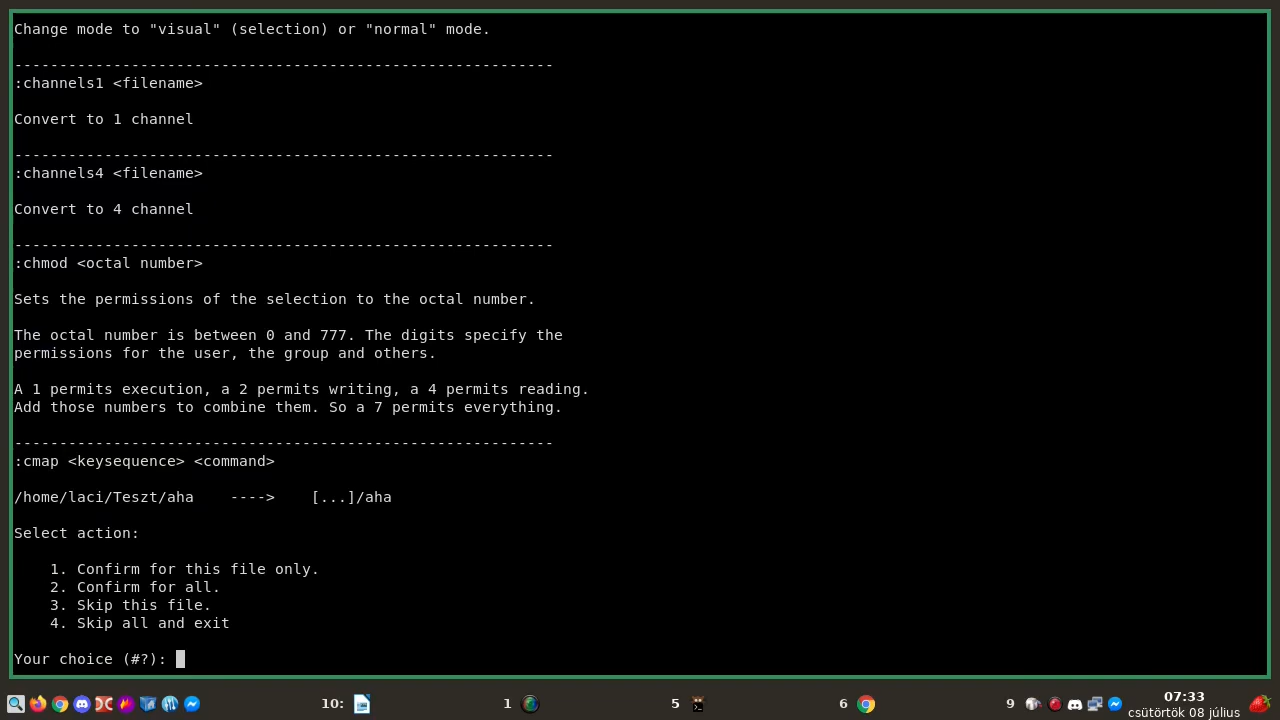 Change mode to "visual" (selection) or "normal" mode.
------------------------------------------------------------
:channels1 <filename>
Convert to 1 channel
------------------------------------------------------------
:channels4 <filename>
Convert to 4 channel
------------------------------------------------------------
:chmod <octal number>
Sets the permissions of the selection to the octal number.
The octal number is between 0 and 777. The digits specify the
permissions for the user, the group and others.
A 1 permits execution, a 2 permits writing, a 4 permits reading.
Add those numbers to combine them. So a 7 permits everything.
------------------------------------------------------------
:cmap <keysequence> <command>
/home/laci/Teszt/aha    ---->    [...]/aha
Select action:
1. Confirm for this file only.
2. Confirm for all.
3. Skip this file.
4. Skip all and exit
Your choice (#?):
10: 1 5 6 9 07:33
csütörtök 08 július